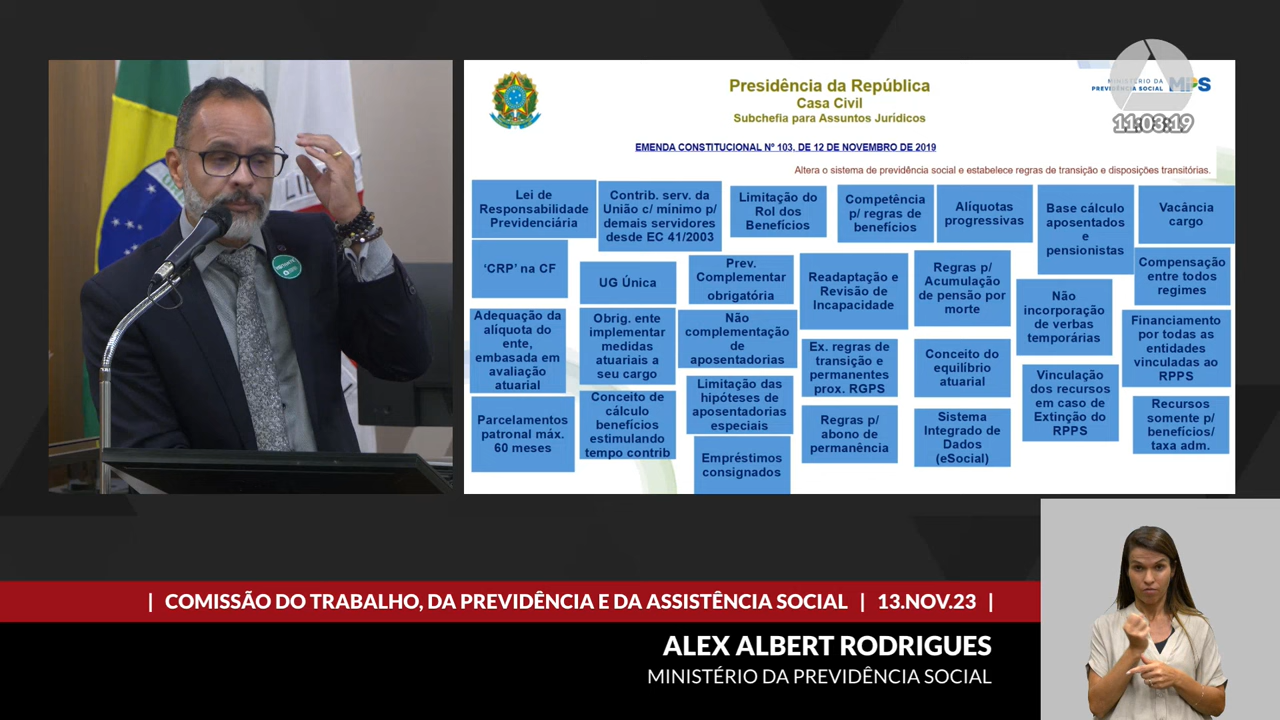 MINISTÉRIO DA
PREVIDÊNCIA SOCIAL MPS
11:03:19
Presidência da República
Casa Civil
Subchefia para Assuntos Jurídicos
EMENDA CONSTITUCIONAL Nº 103, DE 12 DE NOVEMBRO DE 2019
Altera o sistema de previdência social e estabelece regras de transição e disposições transitórias.
Lei de
Responsabilidade
Previdenciária
Contrib. serv. da
União c/ mínimo p/
demais servidores
desde EC 41/2003
Limitação do
Rol dos
Benefícios
Competência
p/ regras de
benefícios
Alíquotas
progressivas
Base cálculo
aposentados
e
pensionistas
Vacância
cargo
'CRP' na CF
UG Única
Prev.
Complementar
obrigatória
Readaptação e
Revisão de
Incapacidade
Regras p/
Acumulação
de pensão por
morte
Não
incorporação
de verbas
temporárias
Compensação
entre todos
regimes
Adequação da
alíquota do
ente,
embasada em
avaliação
atuarial
Obrig. ente
implementar
medidas
atuariais a
seu cargo
Não
complementação
de
aposentadorias
Ex. regras de
transição e
permanentes
prox. RGPS
Conceito do
equilibrio
atuarial
Vinculação
dos recursos
em caso de
Extinção do
RPPS
Financiamento
por todas as
entidades
vinculadas ao
RPPS
Parcelamentos
patronal máx.
60 meses
Conceito de
cálculo
benefícios
estimulando
tempo contrib
Limitação das
hipóteses de
aposentadorias
especiais
Empréstimos
consignados
Regras p/
abono de
permanência
Sistema
Integrado de
Dados
(eSocial)
Recursos
somente p/
benefícios/
taxa adm.
| COMISSÃO DO TRABALHO, DA PREVIDÊNCIA E DA ASSISTÊNCIA SOCIAL | 13.NOV.23 |
ALEX ALBERT RODRIGUES
MINISTÉRIO DA PREVIDÊNCIA SOCIAL